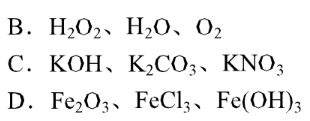 B. H₂O₂、H₂O、O₂
C. KOH、K₂CO₃、KNO₃
D. Fe₂O₃、FeCl₃、Fe(OH)₃